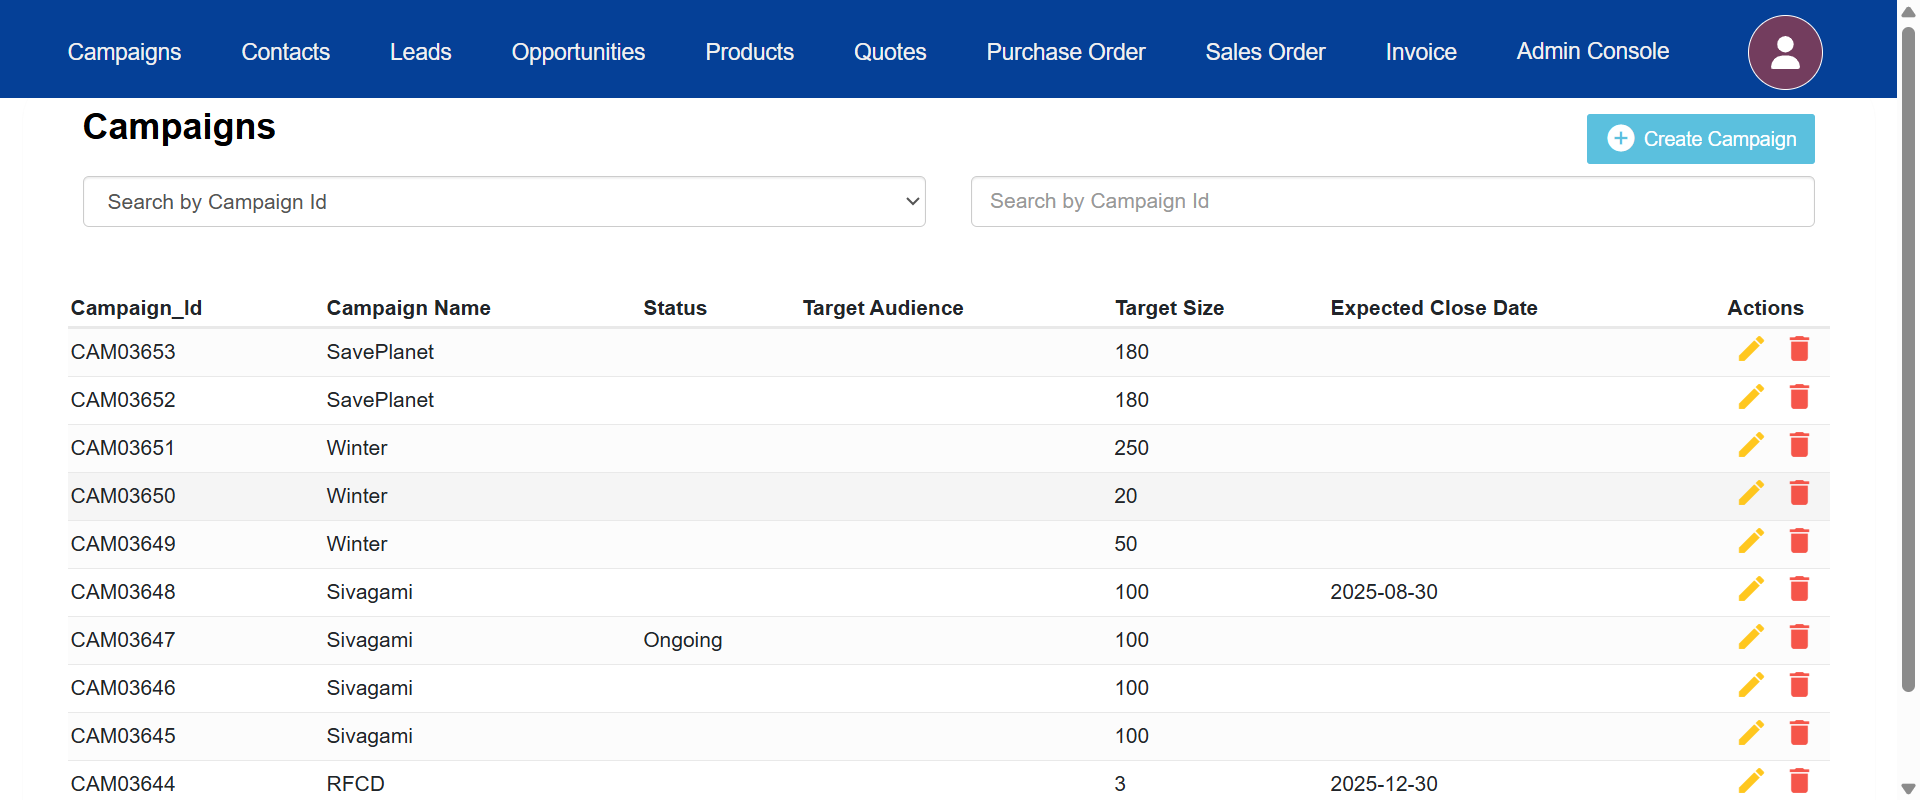 Campaigns Contacts Leads Opportunities Products Quotes Purchase Order Sales Order Invoice Admin Console
Campaigns
Create Campaign
Search by Campaign Id Search by Campaign Id
Campaign_Id Campaign Name Status Target Audience Target Size Expected Close Date Actions
CAM03653 SavePlanet 180
CAM03652 SavePlanet 180
CAM03651 Winter 250
CAM03650 Winter 20
CAM03649 Winter 50
CAM03648 Sivagami 100 2025-08-30
CAM03647 Sivagami Ongoing 100
CAM03646 Sivagami 100
CAM03645 Sivagami 100
CAM03644 RFCD 3 2025-12-30